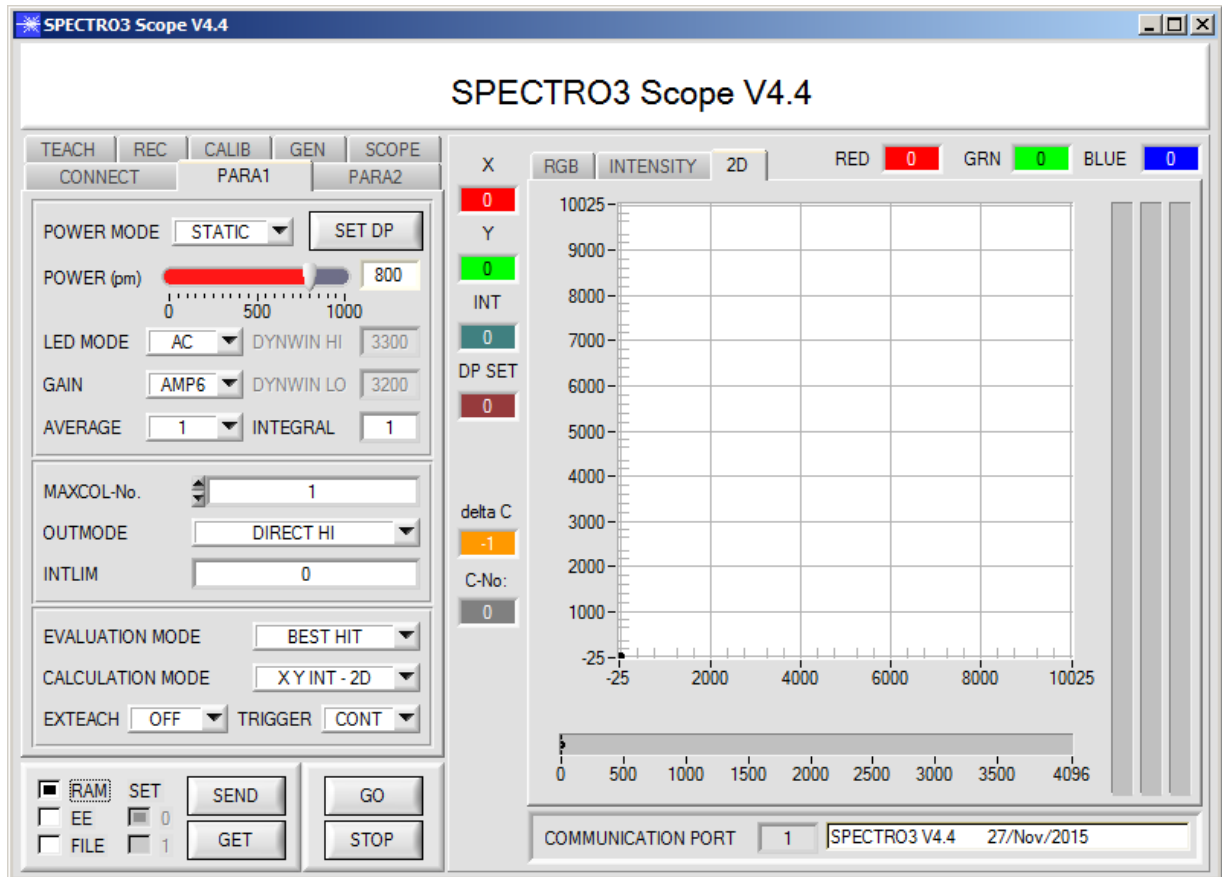 SPECTRO3 Scope V4.4
SPECTRO3 Scope V4.4
TEACH REC CALIB GEN SCOPE
CONNECT PARA1 PARA2
POWER MODE STATIC SET DP
POWER (pm) 800
0 500 1000
LED MODE AC DYNWIN HI 3300
GAIN AMP6 DYNWIN LO 3200
AVERAGE 1 INTEGRAL 1
MAXCOL-No. 1
OUTMODE DIRECT HI
INTLIM 0
EVALUATION MODE BEST HIT
CALCULATION MODE X Y INT - 2D
EXTEACH OFF TRIGGER CONT
RAM SET SEND GO
EE 0
FILE 1 GET STOP
X
0
Y
0
INT
0
DP SET
0
delta C
-1
C-No:
0
RGB INTENSITY 2D RED 0 GRN 0 BLUE 0
10025
9000
8000
7000
6000
5000
4000
3000
2000
1000
-25
-25 2000 4000 6000 8000 10025
0 500 1000 1500 2000 2500 3000 3500 4096
COMMUNICATION PORT 1 SPECTRO3 V4.4 27/Nov/2015